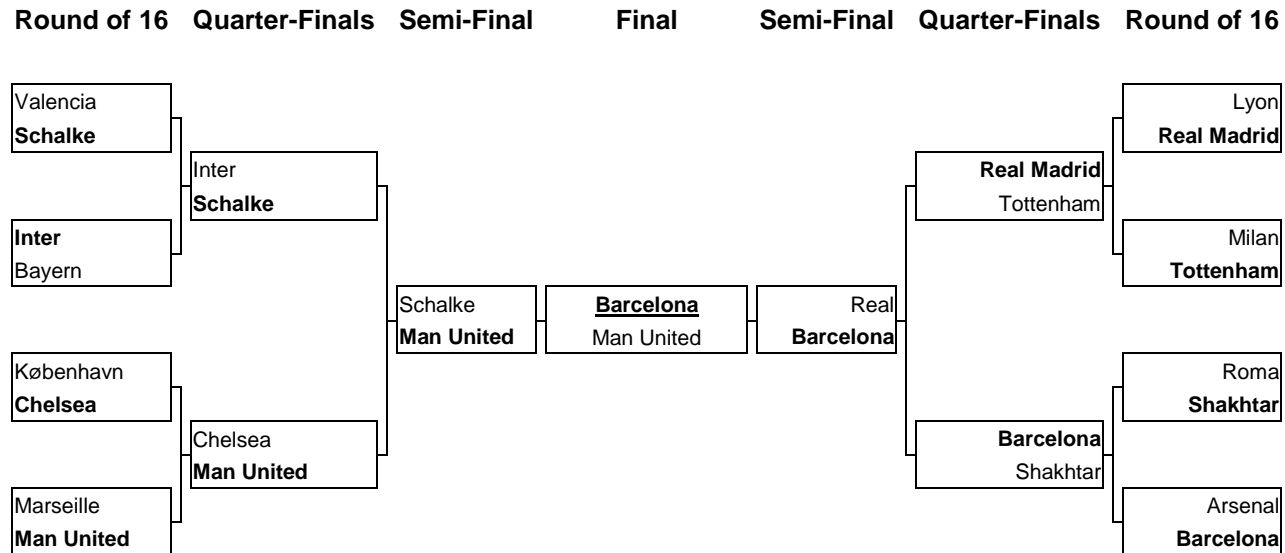 Round of 16 Quarter-Finals Semi-Final Final Semi-Final Quarter-Finals Round of 16
Valencia
Schalke
Inter
Bayern
København
Chelsea
Marseille
Man United
Inter
Schalke
Chelsea
Man United
Schalke
Man United
Barcelona
Man United
Real
Barcelona
Real Madrid
Tottenham
Barcelona
Shakhtar
Lyon
Real Madrid
Milan
Tottenham
Roma
Shakhtar
Arsenal
Barcelona